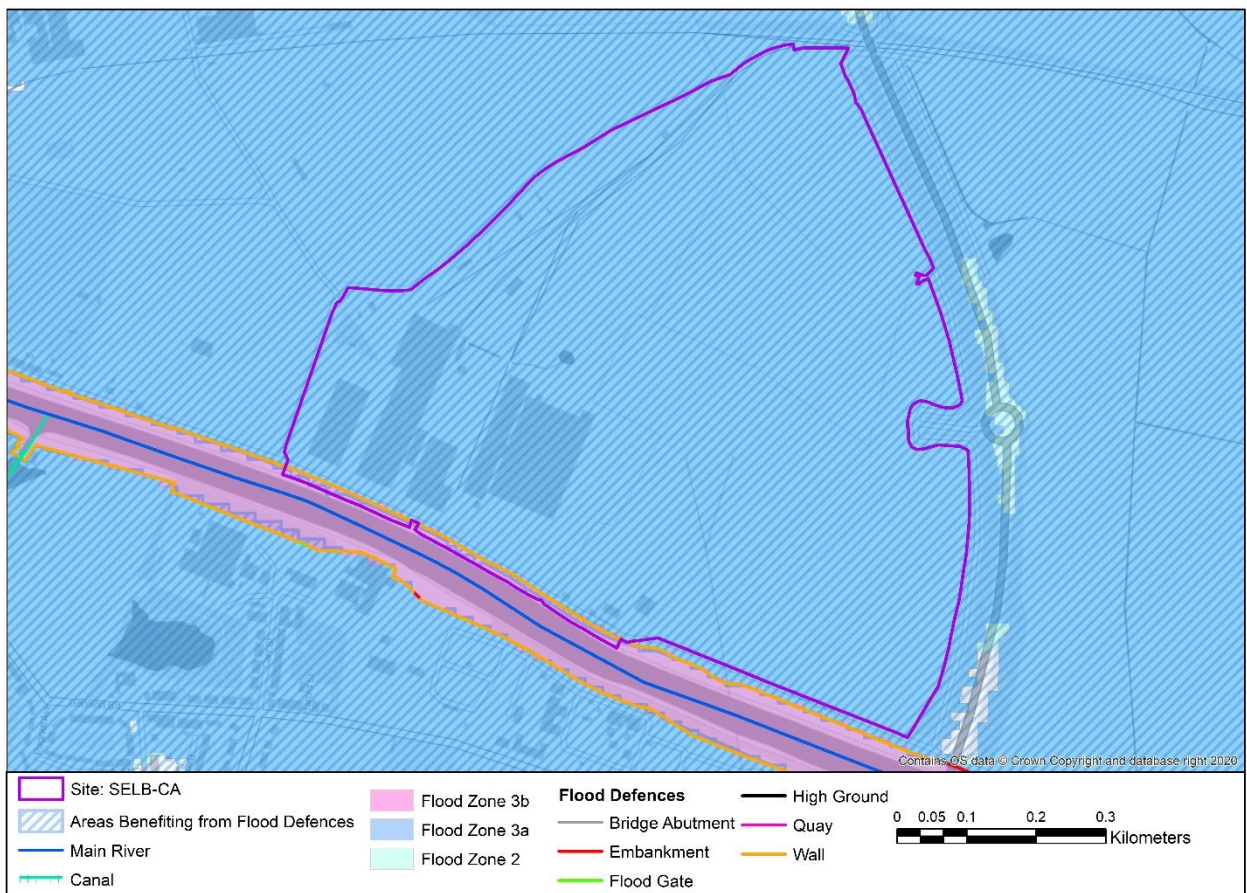 Contains OS data © Crown Copyright and database right 2020
Site: SELB-CA
Areas Benefiting from Flood Defences
Main River
Canal
Flood Zone 3b
Flood Zone 3a
Flood Zone 2
Flood Defences
Bridge Abutment
Embankment
Flood Gate
High Ground
Quay
Wall
0 0.05 0.1 0.2 0.3
Kilometers